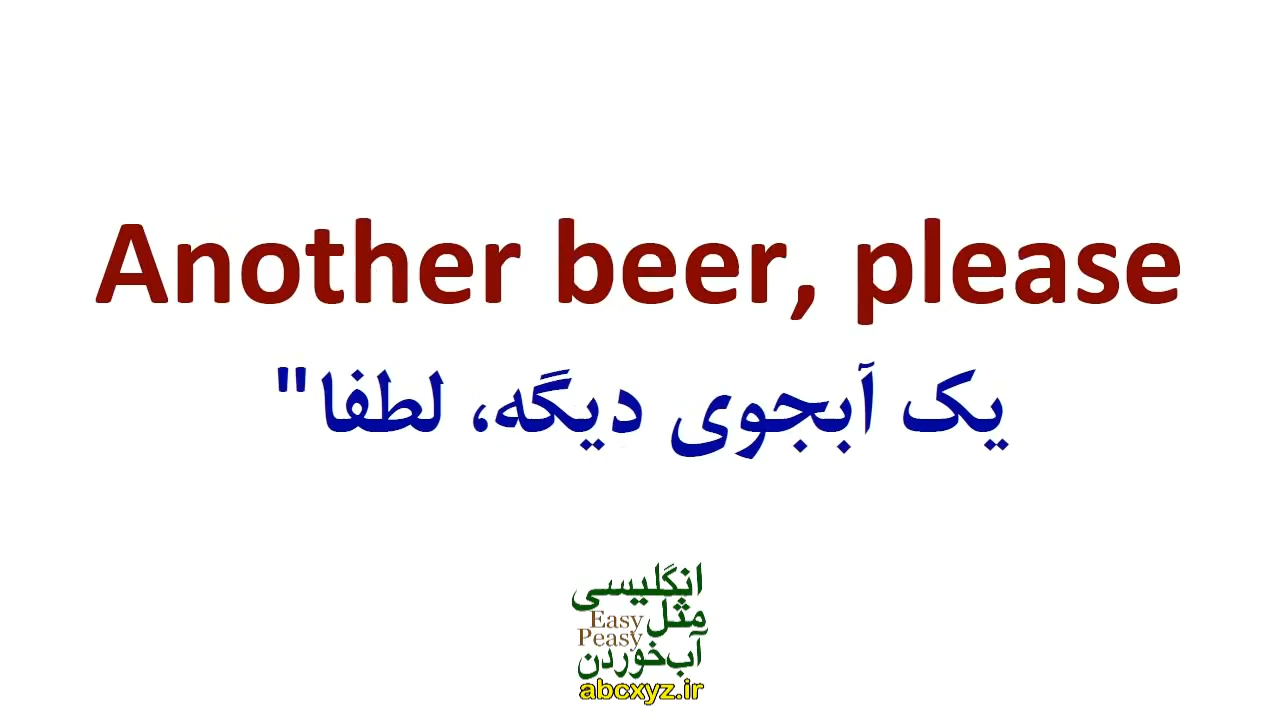 Another beer, please
یک آبجوی دیگه، لطفا"
انگلیسی
مثل
Easy
Peasy
آب‌خوردن
abcxyz.ir